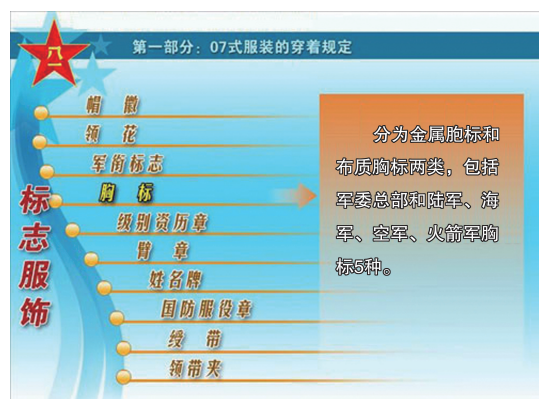 八一
第一部分：07式服装的穿着规定
帽 徽
领 花
军衔标志
胸 标
级别资历章
臂 章
姓名牌
国防服役章
绶 带
领带夹
标志服饰
分为金属胞标和
布质胸标两类，包括
军委总部和陆军、海
军、空军、火箭军胸
标5种。